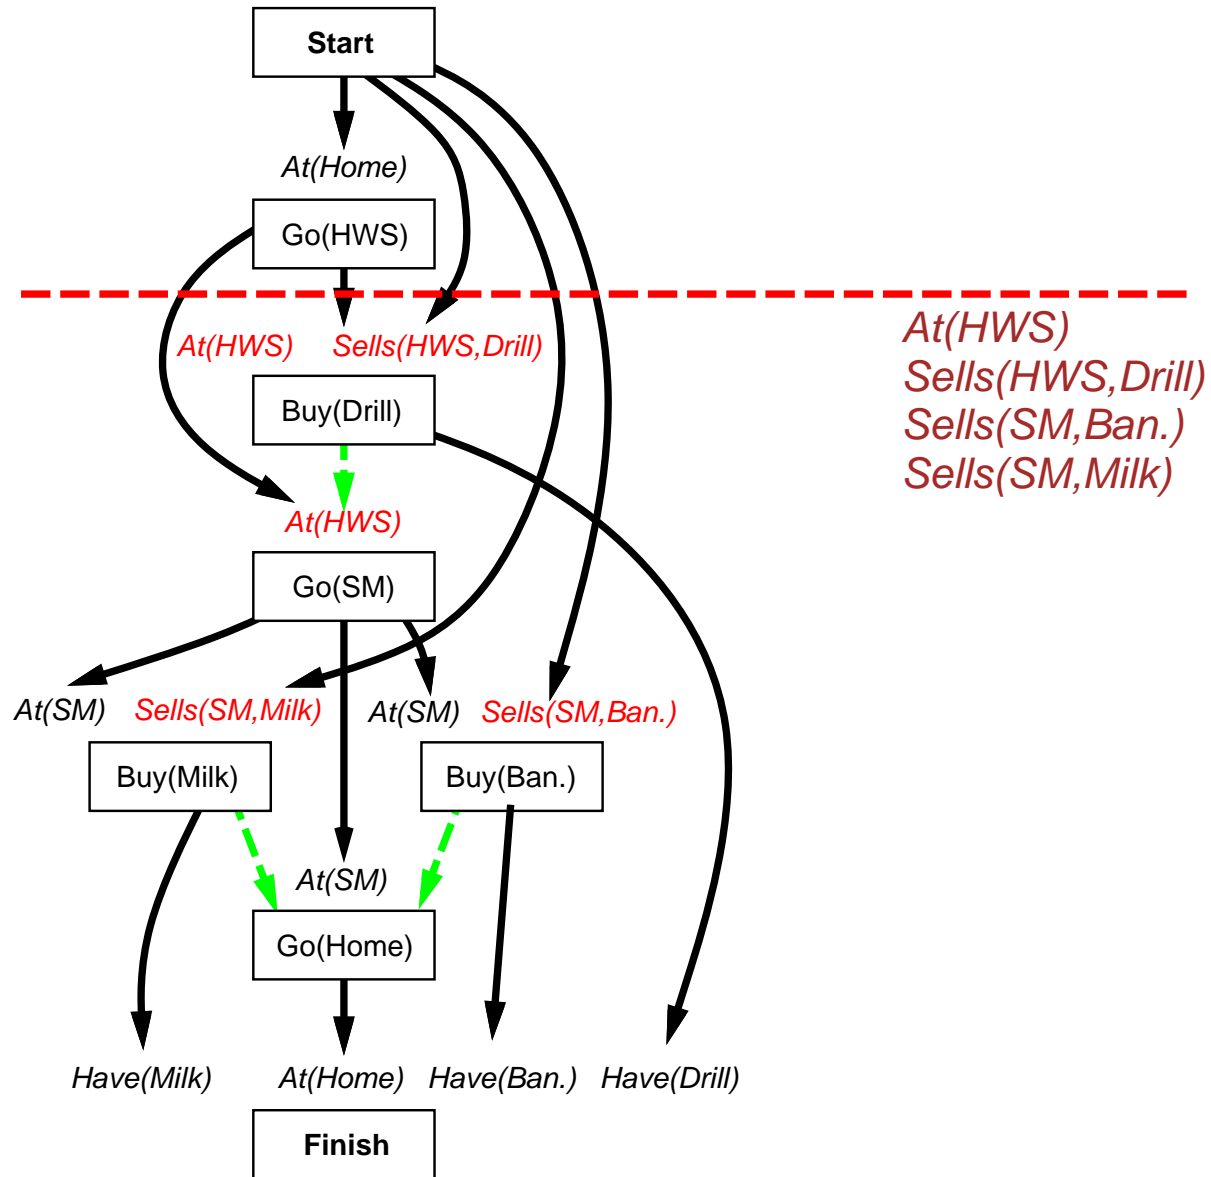 Start
At(Home)
Go(HWS)
At(HWS) Sells(HWS,Drill)
Buy(Drill)
At(HWS)
Go(SM)
At(SM) Sells(SM,Milk) At(SM) Sells(SM,Ban.)
Buy(Milk) Buy(Ban.)
At(SM)
Go(Home)
Have(Milk) At(Home) Have(Ban.) Have(Drill)
Finish
At(HWS)
Sells(HWS,Drill)
Sells(SM,Ban.)
Sells(SM,Milk)